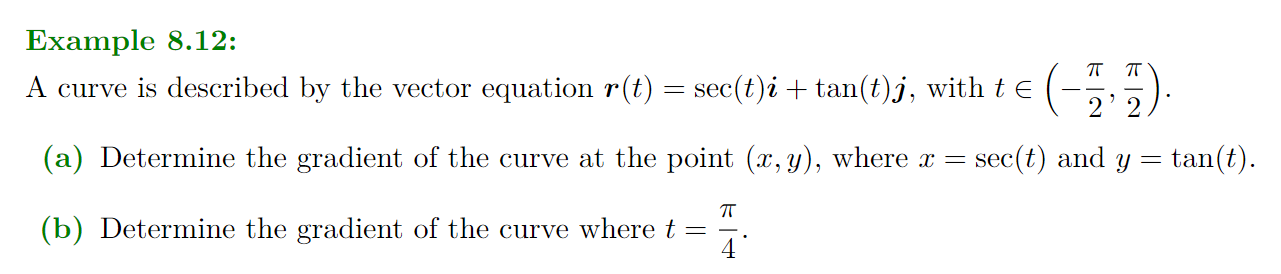 Example 8.12:
A curve is described by the vector equation r(t) = sec(t)i + tan(t)j, with t ∈ (−π/2, π/2).
(a) Determine the gradient of the curve at the point (x, y), where x = sec(t) and y = tan(t).
(b) Determine the gradient of the curve where t = π/4.